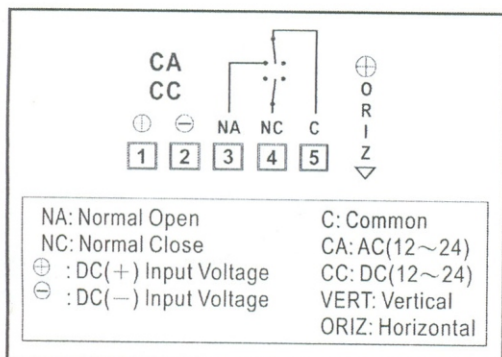 CA
CC
NA NC C
1 2 3 4 5
ORIZ
NA: Normal Open
NC: Normal Close
⊕ : DC(+) Input Voltage
⊖ : DC(−) Input Voltage
C: Common
CA: AC(12～24)
CC: DC(12～24)
VERT: Vertical
ORIZ: Horizontal